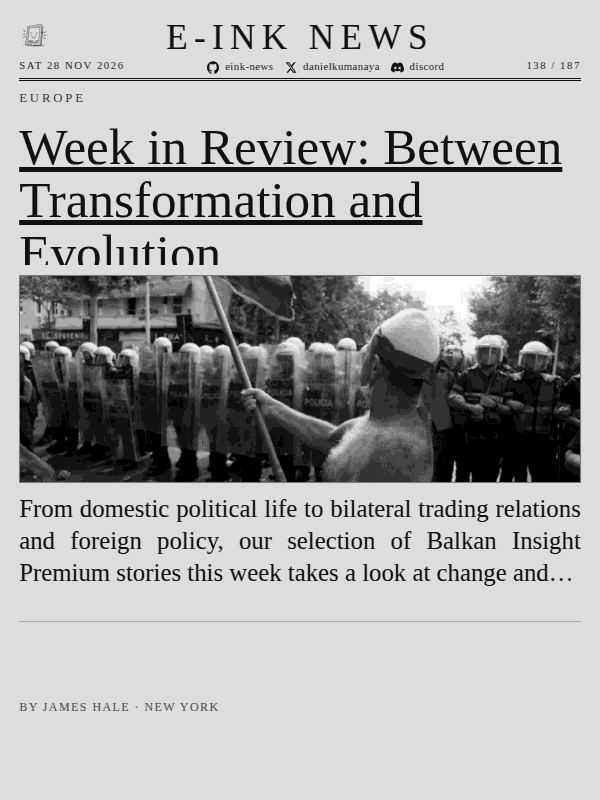 E-INK NEWS
SAT 28 NOV 2026
eink-news
danielkumanaya
discord
138 / 187
EUROPE
Week in Review: Between
Transformation and
Evolution
POLICIA
POLICIA
From domestic political life to bilateral trading relations
and foreign policy, our selection of Balkan Insight
Premium stories this week takes a look at change and…
BY JAMES HALE · NEW YORK